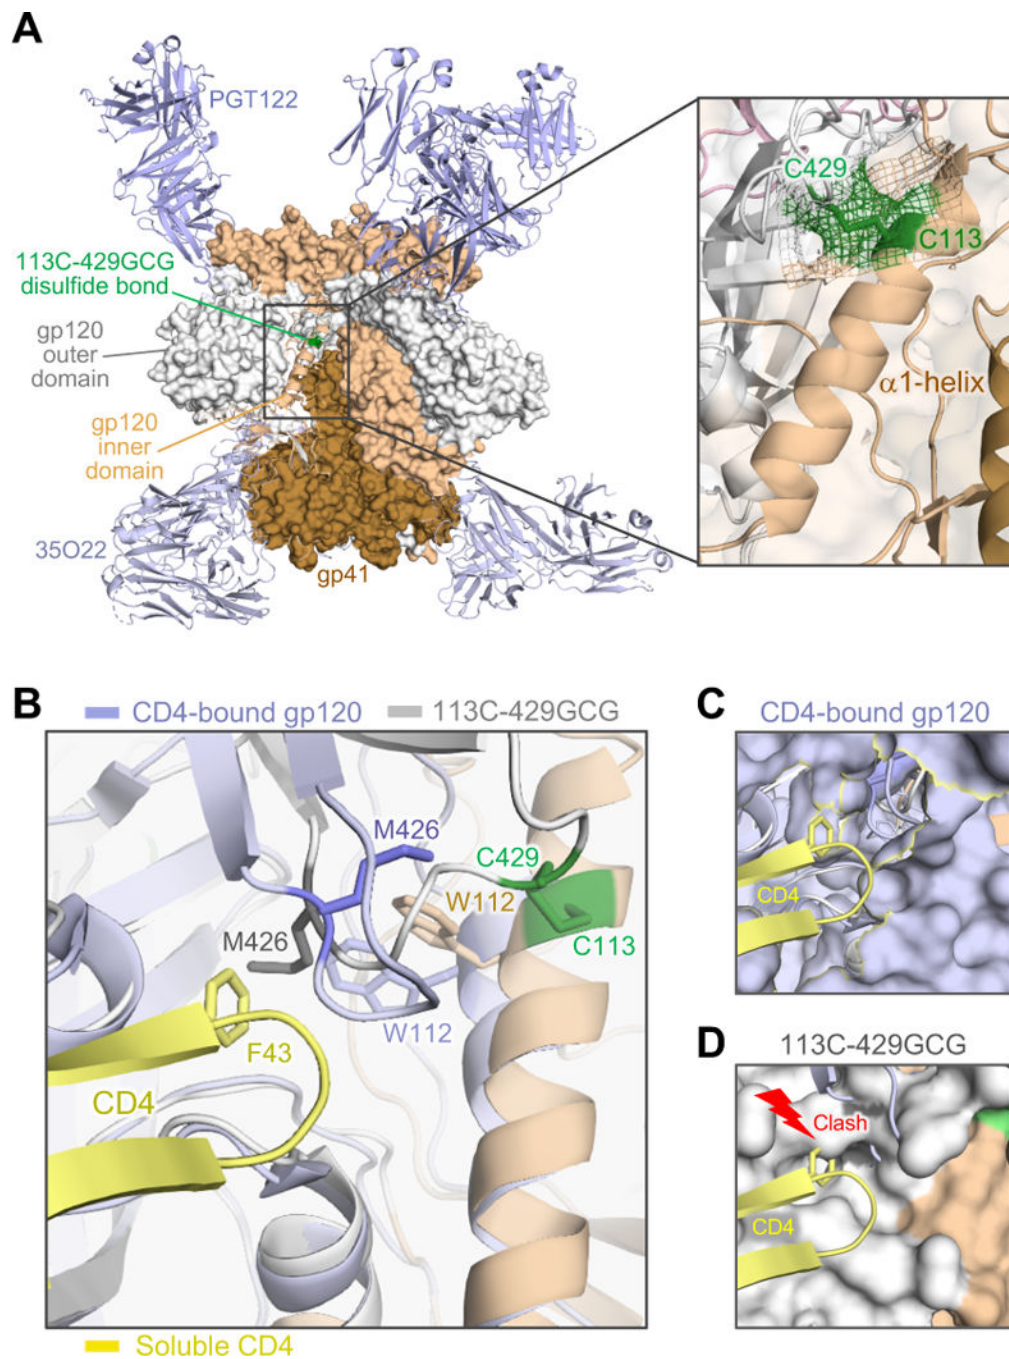 A
PGT122
113C-429GCG
disulfide bond
gp120
outer
domain
gp120
inner
domain
35O22
gp41
C429
C113
α1-helix
B
CD4-bound gp120
113C-429GCG
M426
C429
W112
M426
C113
W112
F43
CD4
Soluble CD4
C
CD4-bound gp120
CD4
D
113C-429GCG
Clash
CD4